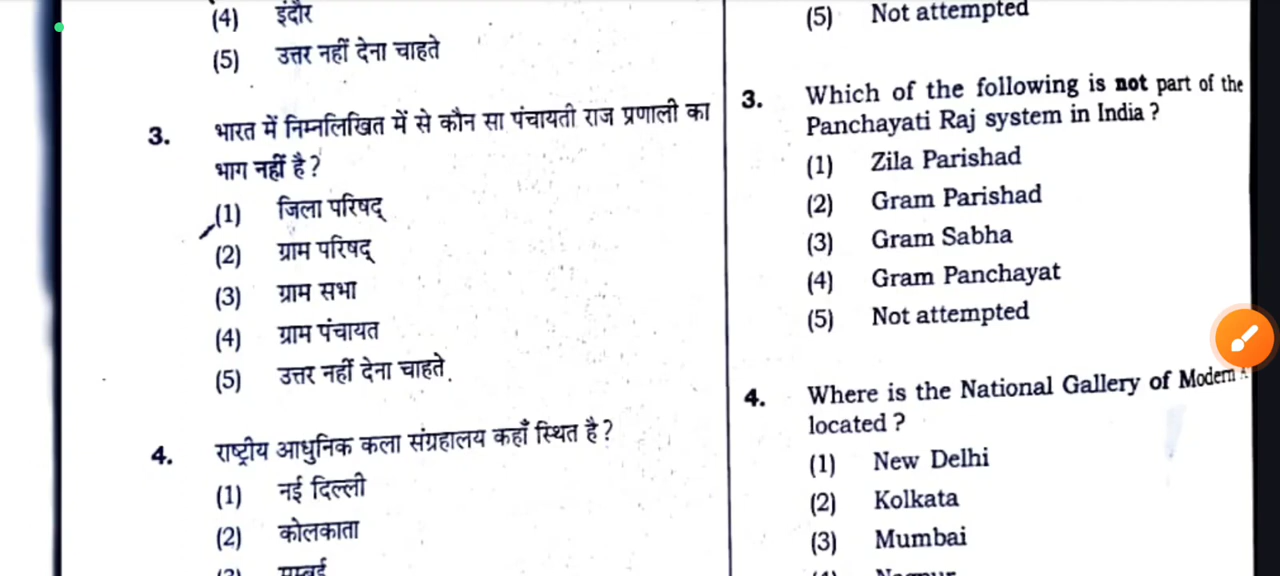 (4) इंदौर
(5) उत्तर नहीं देना चाहते
3. भारत में निम्नलिखित में से कौन सा पंचायती राज प्रणाली का
भाग नहीं है ?
(1) जिला परिषद्
(2) ग्राम परिषद्
(3) ग्राम सभा
(4) ग्राम पंचायत
(5) उत्तर नहीं देना चाहते
4. राष्ट्रीय आधुनिक कला संग्रहालय कहाँ स्थित है ?
(1) नई दिल्ली
(2) कोलकाता
(3) मुम्बई
(5) Not attempted
3. Which of the following is not part of the
Panchayati Raj system in India ?
(1) Zila Parishad
(2) Gram Parishad
(3) Gram Sabha
(4) Gram Panchayat
(5) Not attempted
4. Where is the National Gallery of Modern
located ?
(1) New Delhi
(2) Kolkata
(3) Mumbai
(4) Nagpur